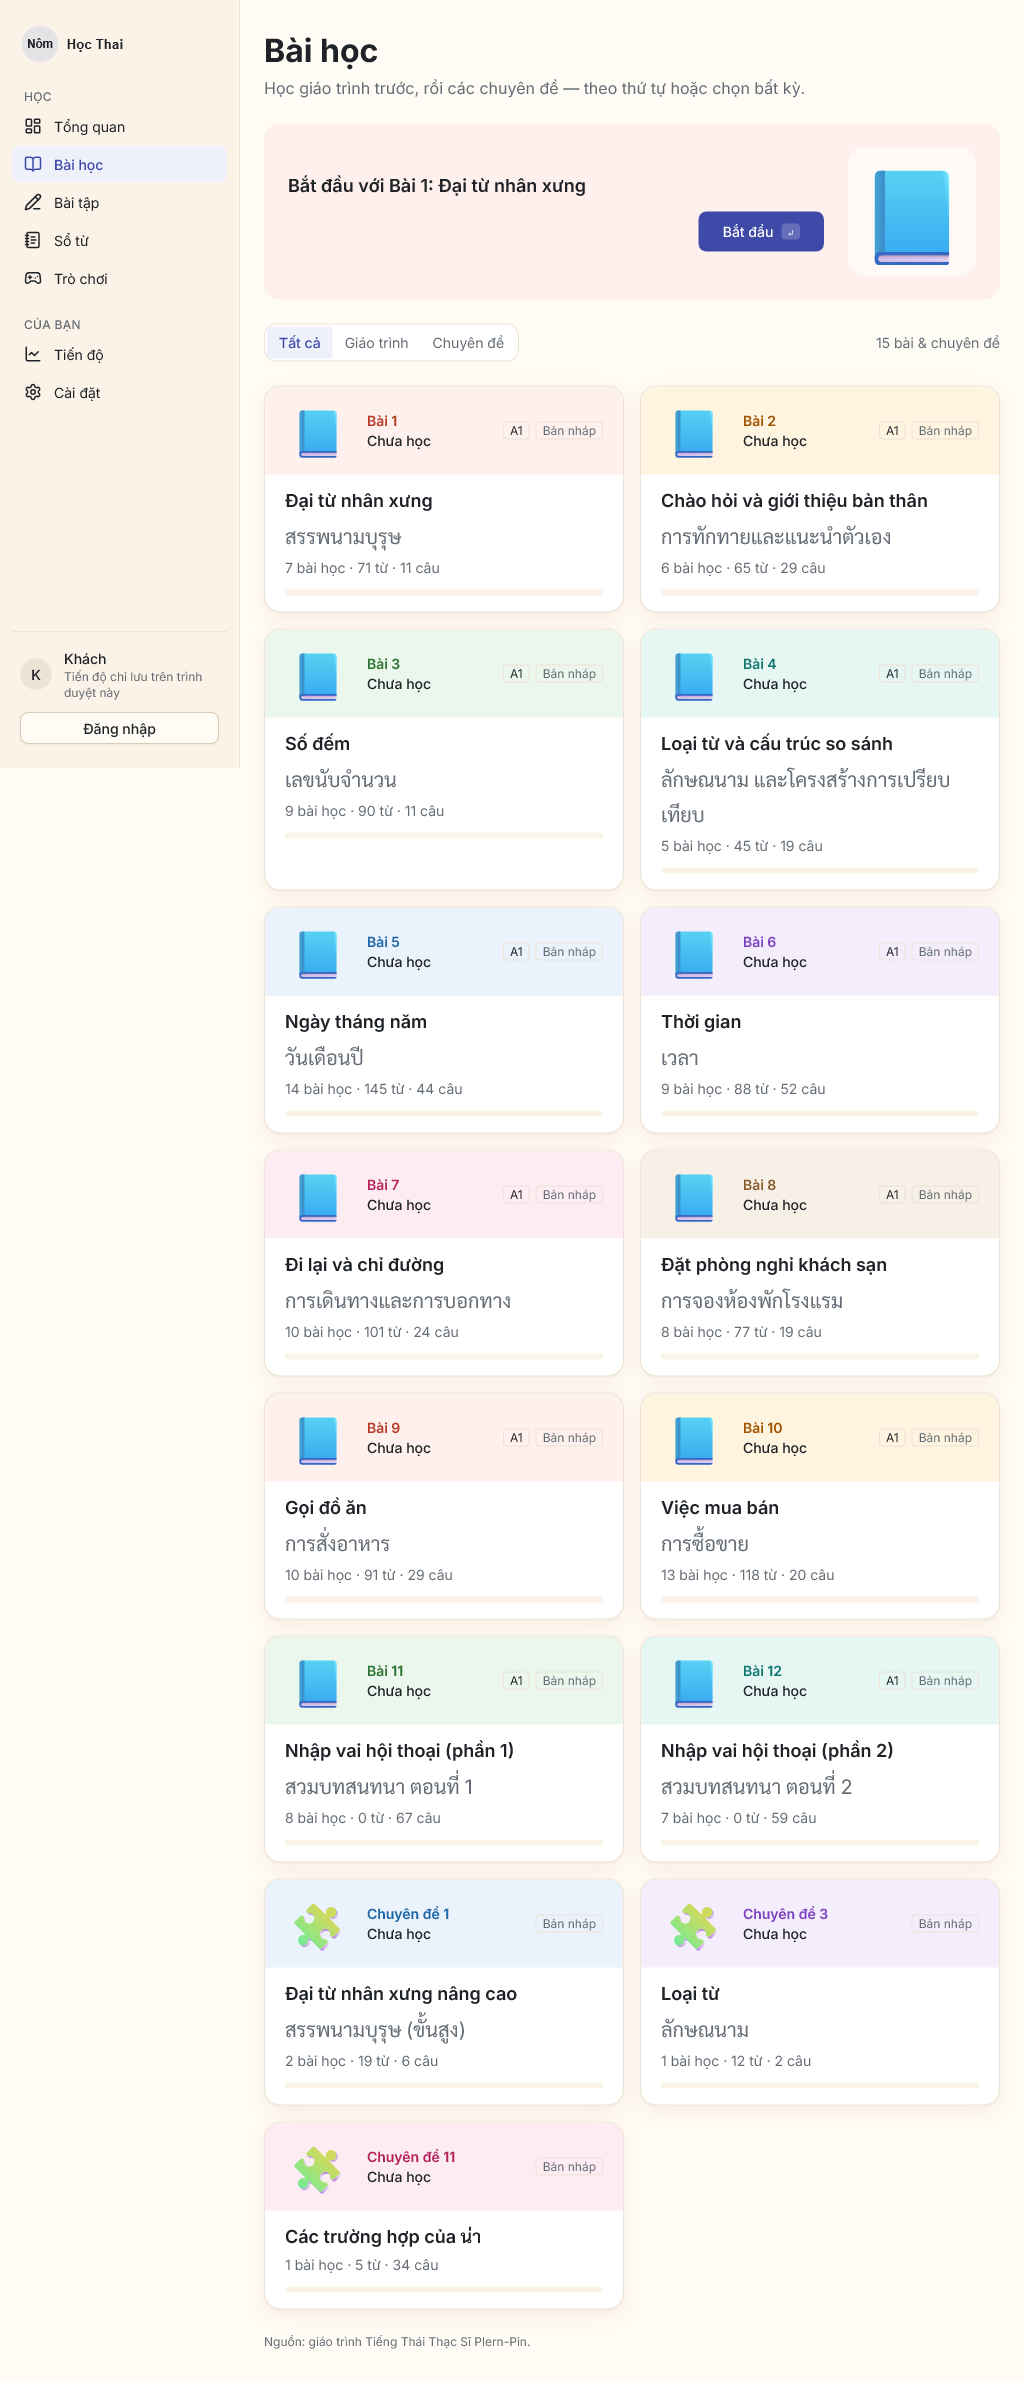 Nôm Học Thai
HỌC
Tổng quan
Bài học
Bài tập
Sổ từ
Trò chơi
CỦA BẠN
Tiến độ
Cài đặt
K
Khách
Tiến độ chỉ lưu trên trình
duyệt này
Đăng nhập
Bài học
Học giáo trình trước, rồi các chuyên đề — theo thứ tự hoặc chọn bất kỳ.
Bắt đầu với Bài 1: Đại từ nhân xưng
Bắt đầu ↵
Tất cả Giáo trình Chuyên đề
15 bài & chuyên đề
Bài 1
Chưa học
A1 Bản nháp
Đại từ nhân xưng
สรรพนามบุรุษ
7 bài học · 71 từ · 11 câu
Bài 2
Chưa học
A1 Bản nháp
Chào hỏi và giới thiệu bản thân
การทักทายและแนะนำตัวเอง
6 bài học · 65 từ · 29 câu
Bài 3
Chưa học
A1 Bản nháp
Số đếm
เลขนับจำนวน
9 bài học · 90 từ · 11 câu
Bài 4
Chưa học
A1 Bản nháp
Loại từ và cấu trúc so sánh
ลักษณนาม และโครงสร้างการเปรียบ
เทียบ
5 bài học · 45 từ · 19 câu
Bài 5
Chưa học
A1 Bản nháp
Ngày tháng năm
วันเดือนปี
14 bài học · 145 từ · 44 câu
Bài 6
Chưa học
A1 Bản nháp
Thời gian
เวลา
9 bài học · 88 từ · 52 câu
Bài 7
Chưa học
A1 Bản nháp
Đi lại và chỉ đường
การเดินทางและการบอกทาง
10 bài học · 101 từ · 24 câu
Bài 8
Chưa học
A1 Bản nháp
Đặt phòng nghỉ khách sạn
การจองห้องพักโรงแรม
8 bài học · 77 từ · 19 câu
Bài 9
Chưa học
A1 Bản nháp
Gọi đồ ăn
การสั่งอาหาร
10 bài học · 91 từ · 29 câu
Bài 10
Chưa học
A1 Bản nháp
Việc mua bán
การซื้อขาย
13 bài học · 118 từ · 20 câu
Bài 11
Chưa học
A1 Bản nháp
Nhập vai hội thoại (phần 1)
สวมบทสนทนา ตอนที่ 1
8 bài học · 0 từ · 67 câu
Bài 12
Chưa học
A1 Bản nháp
Nhập vai hội thoại (phần 2)
สวมบทสนทนา ตอนที่ 2
7 bài học · 0 từ · 59 câu
Chuyên đề 1
Chưa học
Bản nháp
Đại từ nhân xưng nâng cao
สรรพนามบุรุษ (ขั้นสูง)
2 bài học · 19 từ · 6 câu
Chuyên đề 3
Chưa học
Bản nháp
Loại từ
ลักษณนาม
1 bài học · 12 từ · 2 câu
Chuyên đề 11
Chưa học
Bản nháp
Các trường hợp của น่า
1 bài học · 5 từ · 34 câu
Nguồn: giáo trình Tiếng Thái Thạc Sĩ Plern-Pin.